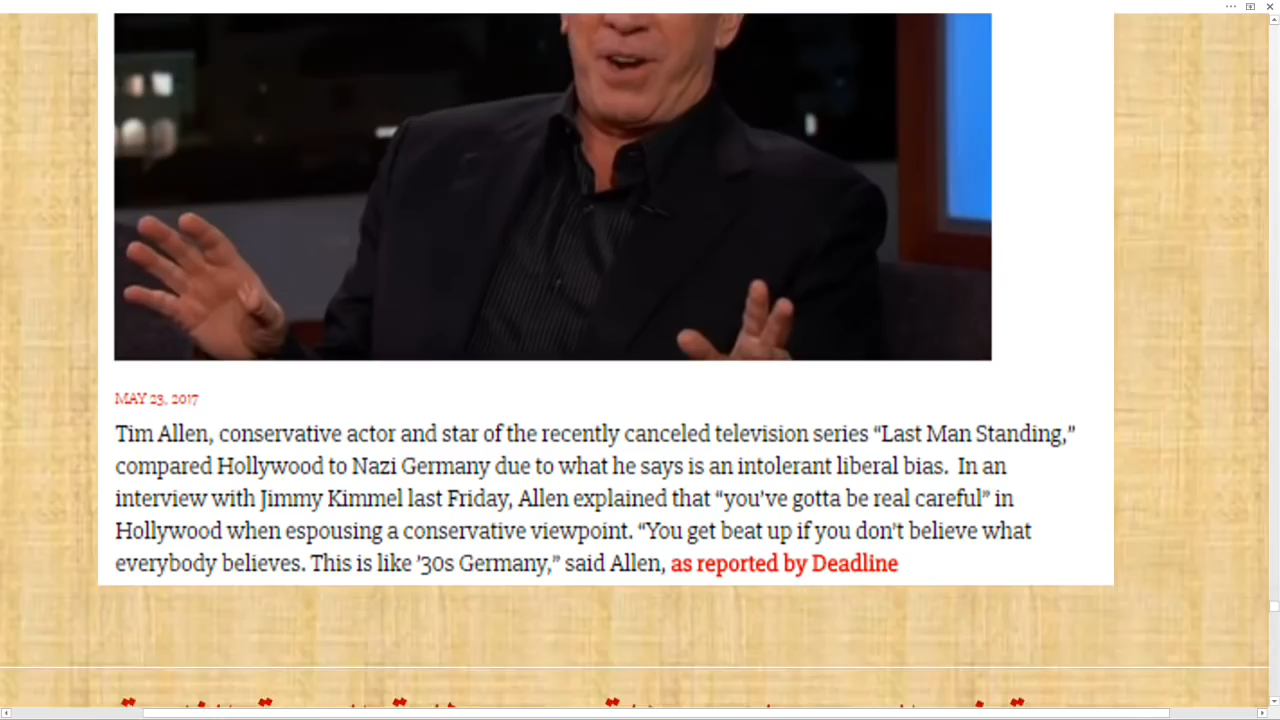 MAY 23, 2017
Tim Allen, conservative actor and star of the recently canceled television series “Last Man Standing,”
compared Hollywood to Nazi Germany due to what he says is an intolerant liberal bias.  In an
interview with Jimmy Kimmel last Friday, Allen explained that “you’ve gotta be real careful” in
Hollywood when espousing a conservative viewpoint. “You get beat up if you don’t believe what
everybody believes. This is like ’30s Germany,” said Allen, as reported by Deadline